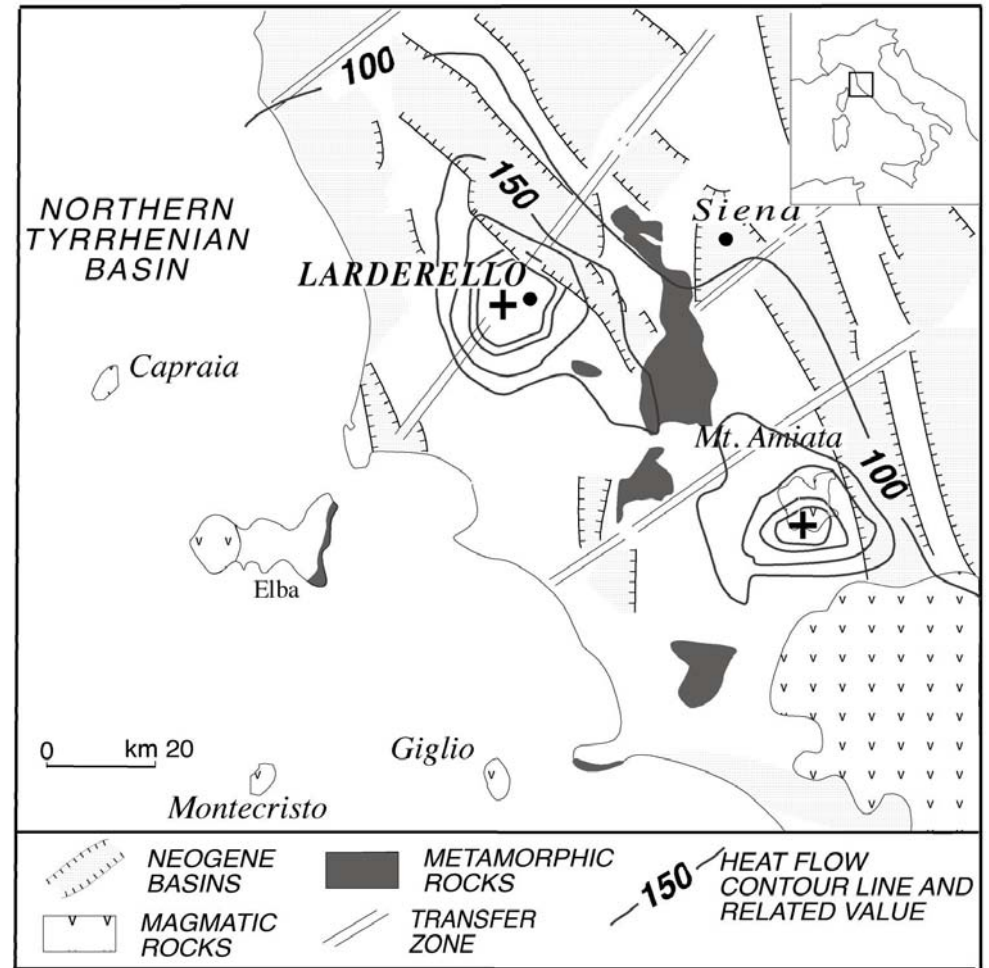 100
150
Siena
NORTHERN
TYRRHENIAN
BASIN
LARDERELLO
Capraia
Mt. Amiata
100
Elba
0 km 20
Giglio
Montecristo
NEOGENE
BASINS
METAMORPHIC
ROCKS
150
HEAT FLOW
CONTOUR LINE AND
RELATED VALUE
MAGMATIC
ROCKS
TRANSFER
ZONE